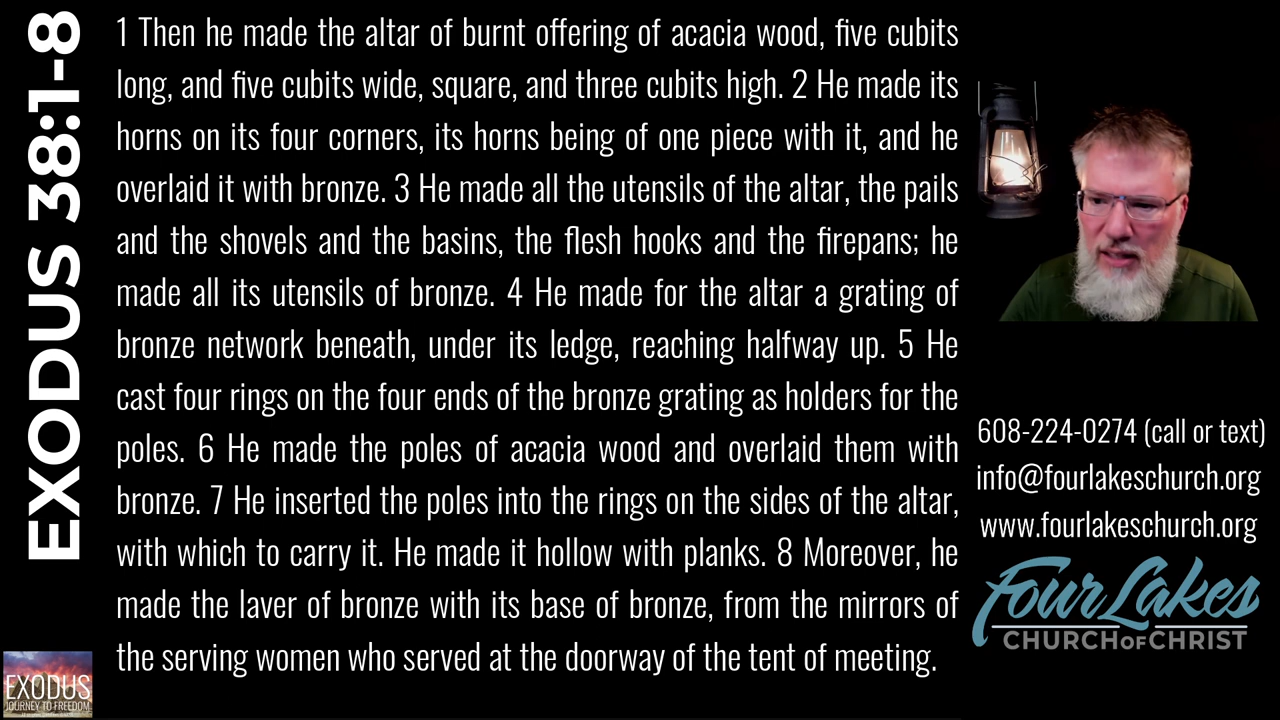 EXODUS 38:1-8
1 Then he made the altar of burnt offering of acacia wood, five cubits
long, and five cubits wide, square, and three cubits high. 2 He made its
horns on its four corners, its horns being of one piece with it, and he
overlaid it with bronze. 3 He made all the utensils of the altar, the pails
and the shovels and the basins, the flesh hooks and the firepans; he
made all its utensils of bronze. 4 He made for the altar a grating of
bronze network beneath, under its ledge, reaching halfway up. 5 He
cast four rings on the four ends of the bronze grating as holders for the
poles. 6 He made the poles of acacia wood and overlaid them with
bronze. 7 He inserted the poles into the rings on the sides of the altar,
with which to carry it. He made it hollow with planks. 8 Moreover, he
made the laver of bronze with its base of bronze, from the mirrors of
the serving women who served at the doorway of the tent of meeting.
608-224-0274 (call or text)
info@fourlakeschurch.org
www.fourlakeschurch.org
Four Lakes
CHURCH OF CHRIST
EXODUS
JOURNEY TO FREEDOM